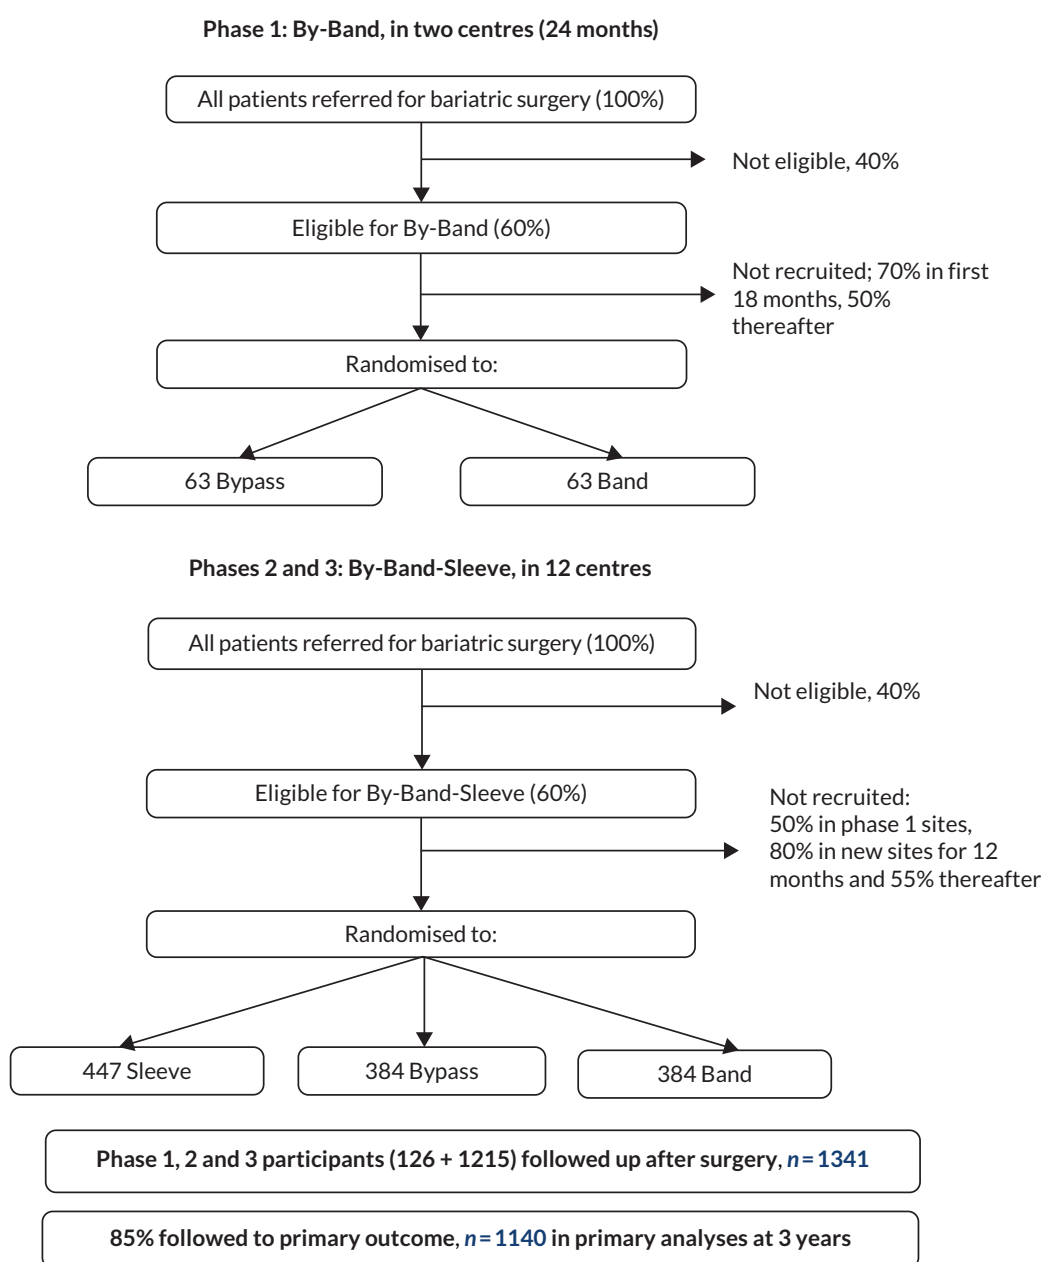 Phase 1: By-Band, in two centres (24 months)
All patients referred for bariatric surgery (100%)
Not eligible, 40%
Eligible for By-Band (60%)
Not recruited; 70% in first
18 months, 50%
thereafter
Randomised to:
63 Bypass
63 Band
Phases 2 and 3: By-Band-Sleeve, in 12 centres
All patients referred for bariatric surgery (100%)
Not eligible, 40%
Eligible for By-Band-Sleeve (60%)
Not recruited:
50% in phase 1 sites,
80% in new sites for 12
months and 55% thereafter
Randomised to:
447 Sleeve
384 Bypass
384 Band
Phase 1, 2 and 3 participants (126 + 1215) followed up after surgery, n = 1341
85% followed to primary outcome, n = 1140 in primary analyses at 3 years